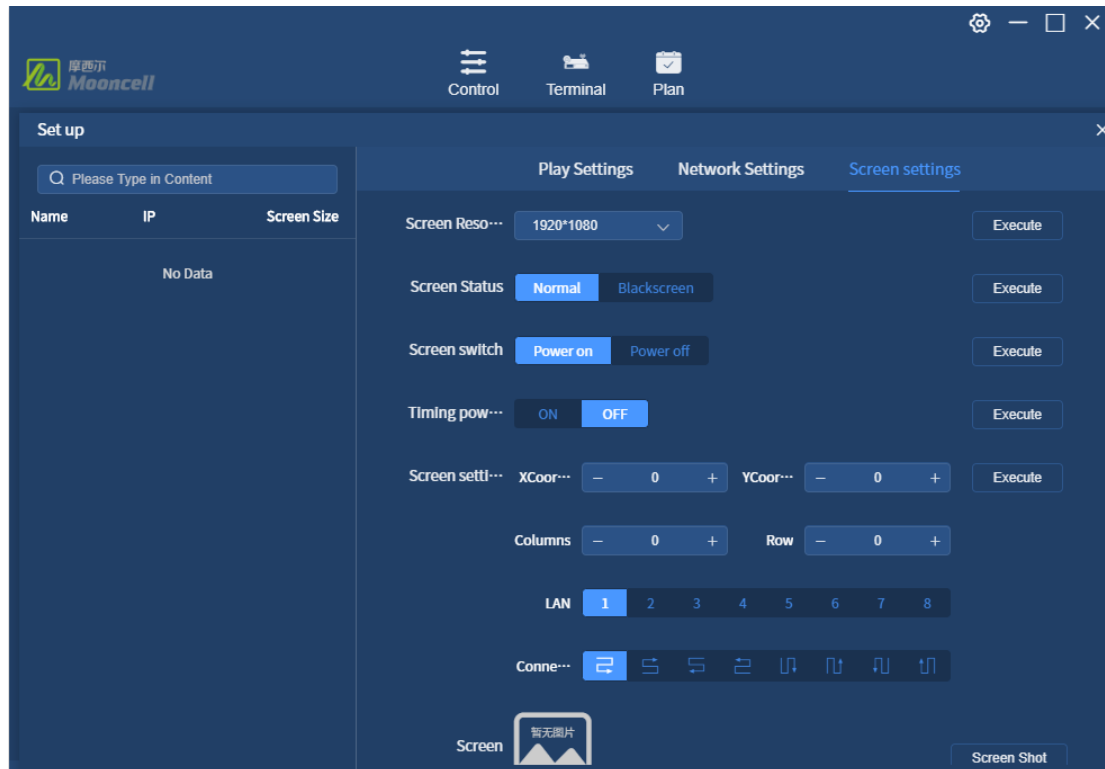 摩西尔
Mooncell
Control Terminal Plan
Set up
Please Type in Content
Name IP Screen Size
No Data
Play Settings Network Settings Screen settings
Screen Reso··· 1920*1080 Execute
Screen Status Normal Blackscreen Execute
Screen switch Power on Power off Execute
Timing pow··· ON OFF Execute
Screen setti··· XCoor··· − 0 + YCoor··· − 0 + Execute
Columns − 0 + Row − 0 +
LAN 1 2 3 4 5 6 7 8
Conne···
Screen 暂无图片 Screen Shot